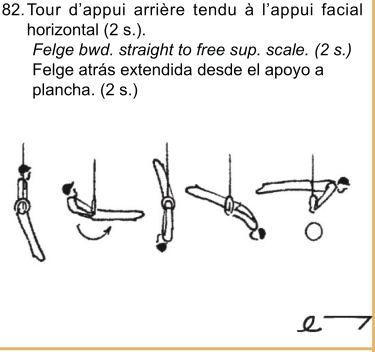 82. Tour d'appui arrière tendu à l'appui facial
horizontal (2 s.).
Felge bwd. straight to free sup. scale. (2 s.)
Felge atrás extendida desde el apoyo a
plancha. (2 s.)